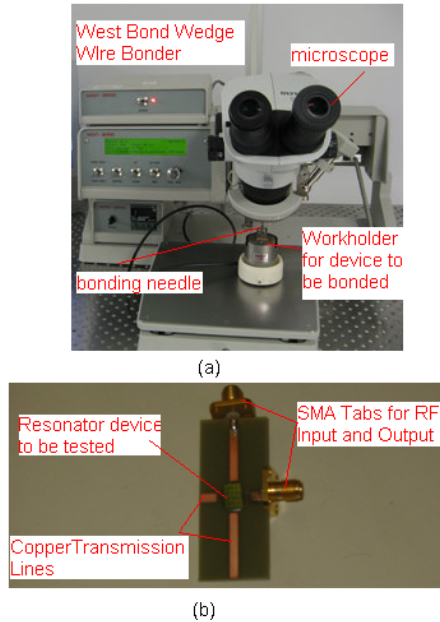 West Bond Wedge
WIre Bonder
microscope
Workholder
for device to
be bonded
bonding needle
(a)
SMA Tabs for RF
Input and Output
Resonator device
to be tested
CopperTransmission
Lines
(b)